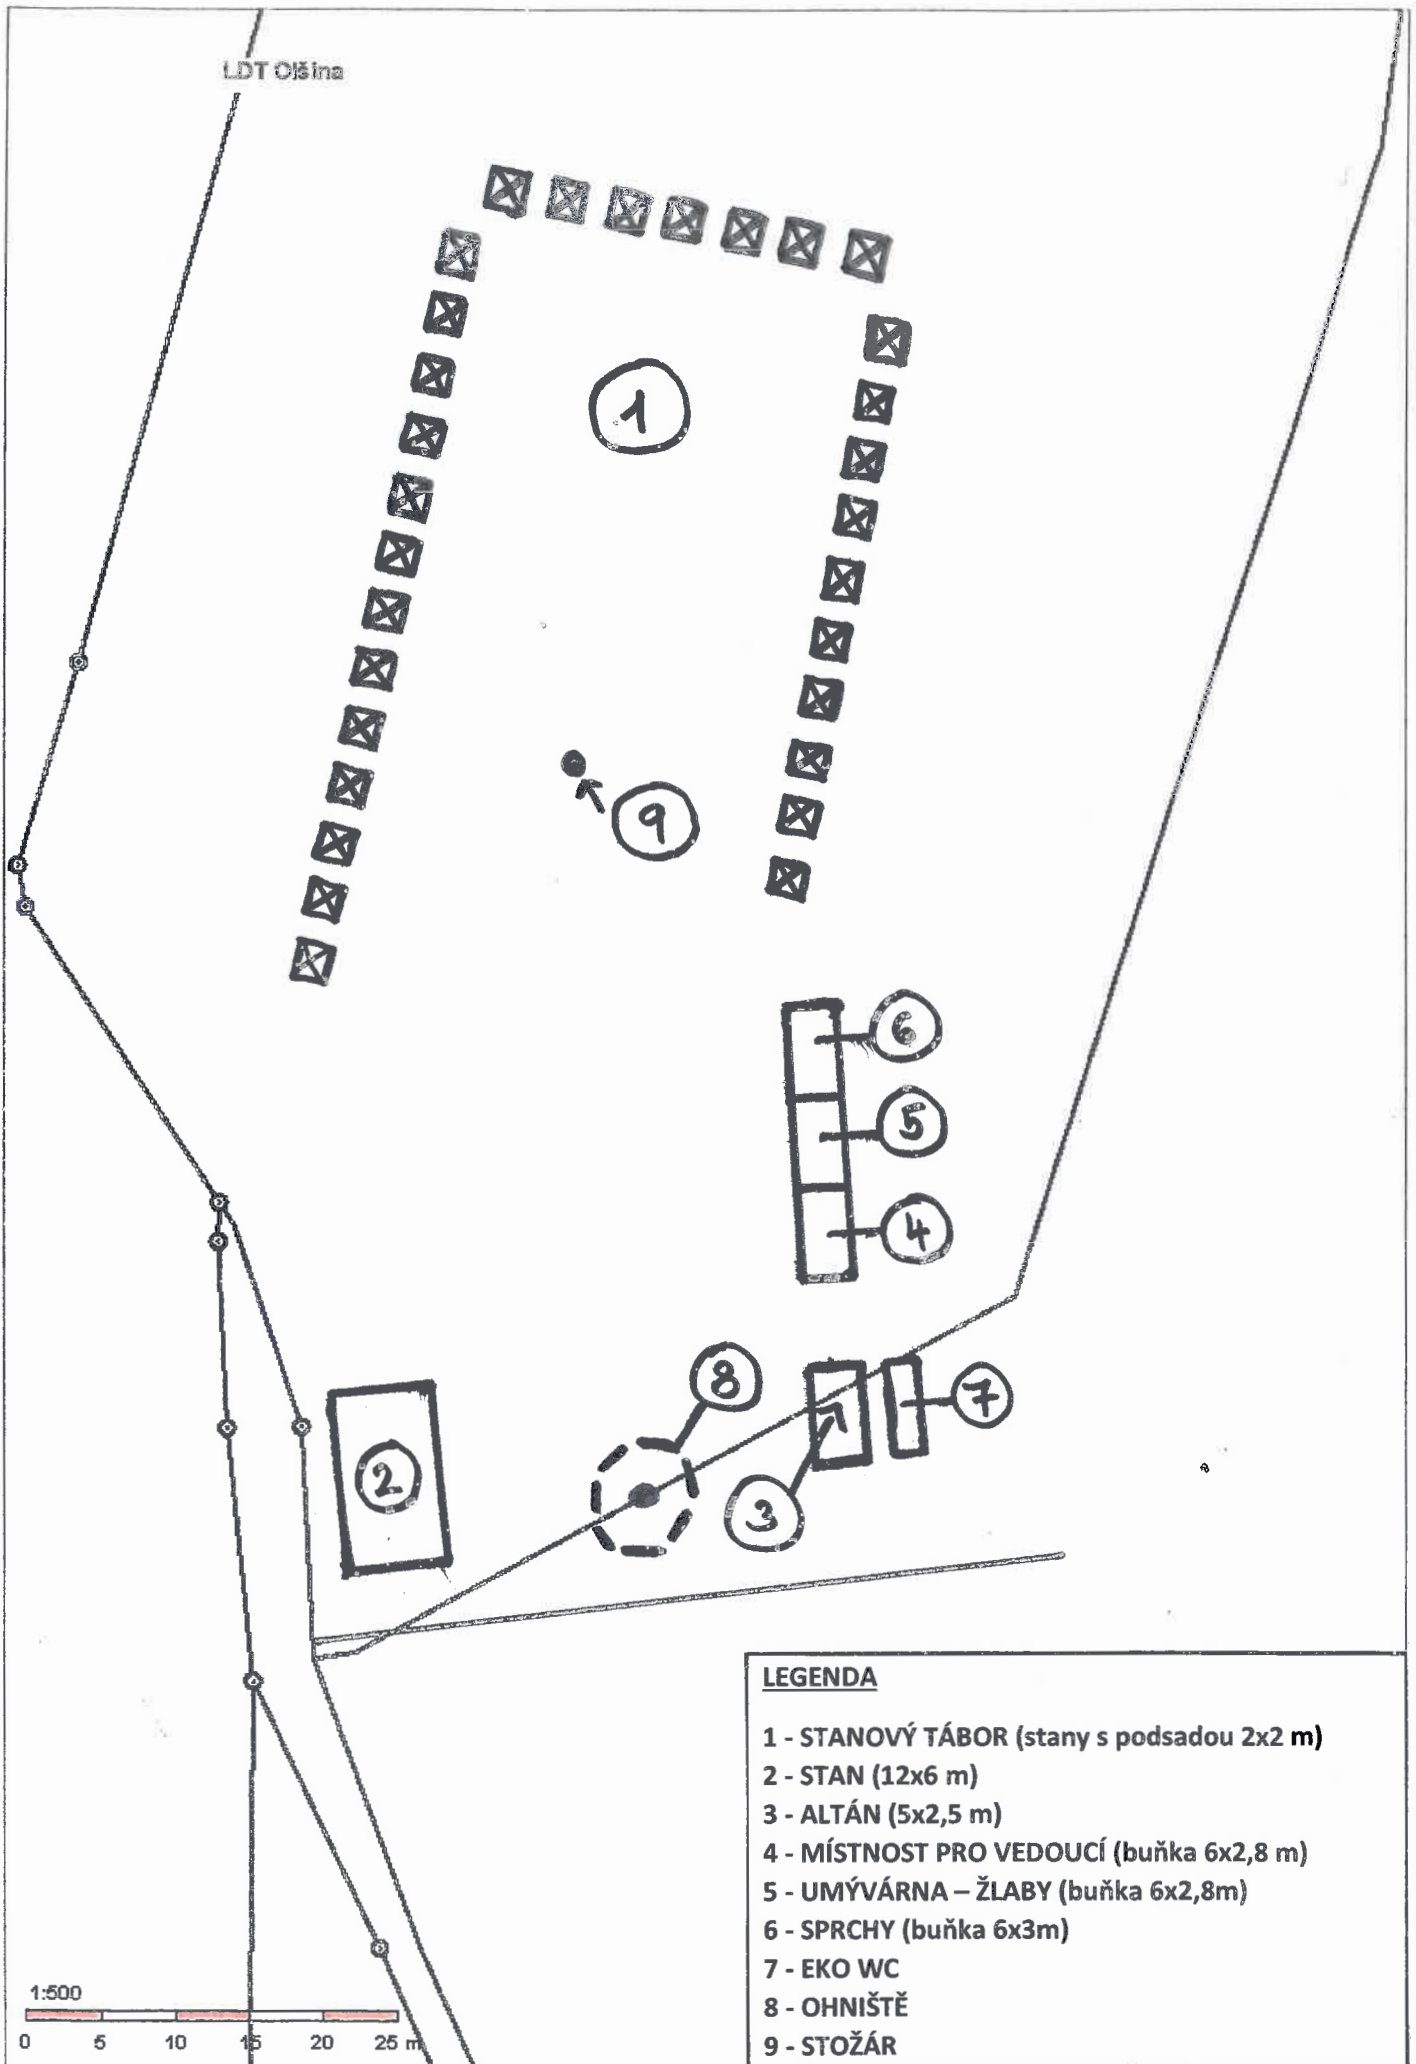 LDT Olšina
1
9
6
5
4
8
7
2
3
LEGENDA
1 - STANOVÝ TÁBOR (stany s podsadou 2x2 m)
2 - STAN (12x6 m)
3 - ALTÁN (5x2,5 m)
4 - MÍSTNOST PRO VEDOUCÍ (buňka 6x2,8 m)
5 - UMÝVÁRNA – ŽLABY (buňka 6x2,8m)
6 - SPRCHY (buňka 6x3m)
7 - EKO WC
8 - OHNIŠTĚ
9 - STOŽÁR
1:500
0 5 10 15 20 25 m